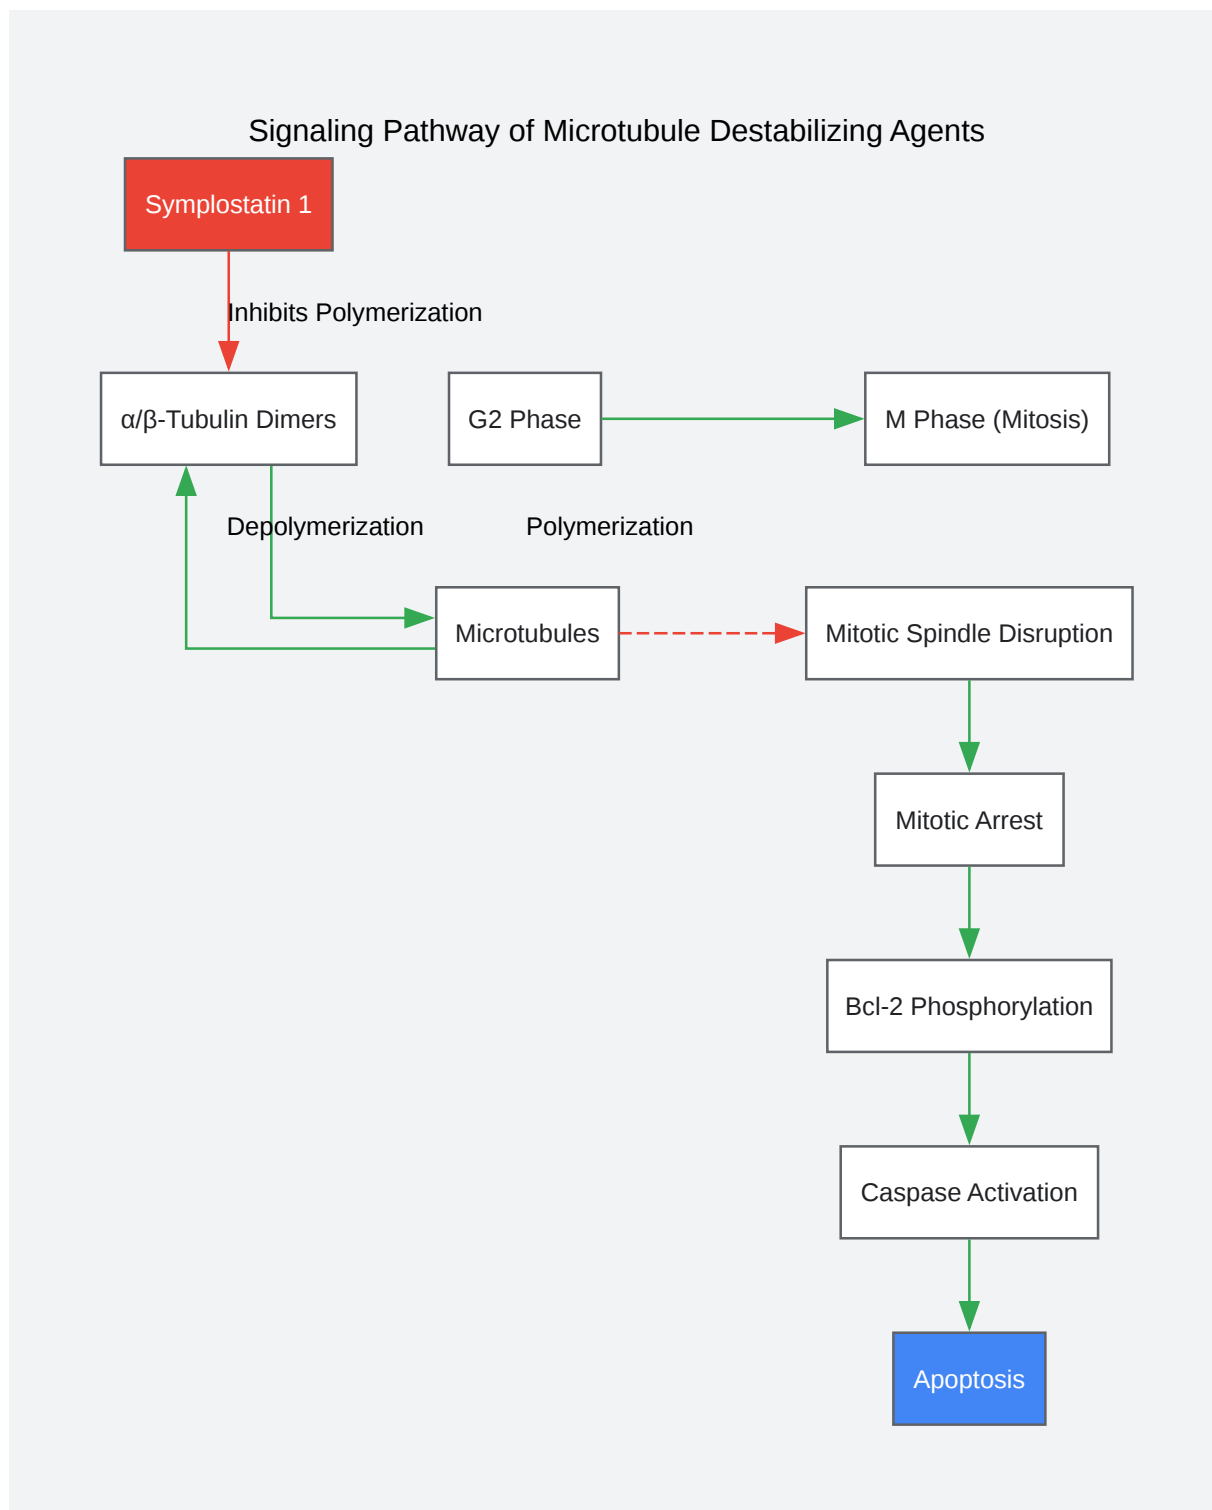 Signaling Pathway of Microtubule Destabilizing Agents
Symplostatin 1
Inhibits Polymerization
α/β-Tubulin Dimers
G2 Phase
M Phase (Mitosis)
Depolymerization
Polymerization
Microtubules
Mitotic Spindle Disruption
Mitotic Arrest
Bcl-2 Phosphorylation
Caspase Activation
Apoptosis